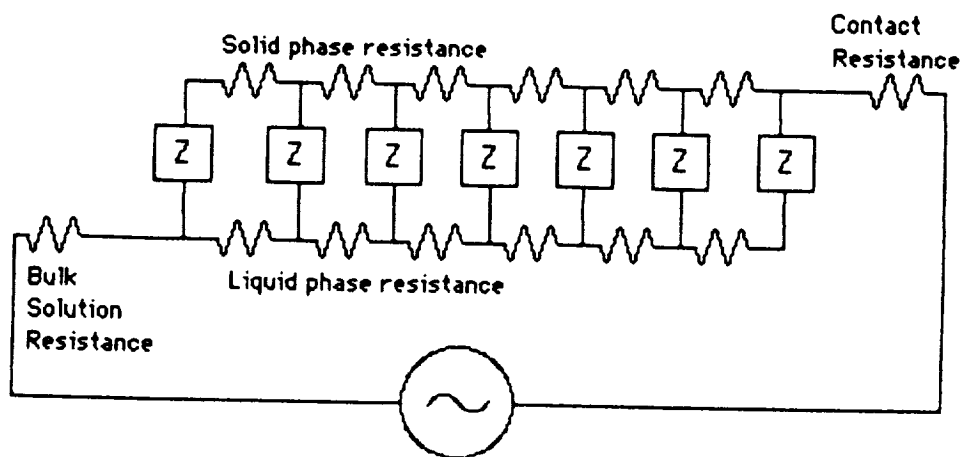 Contact
Resistance
Solid phase resistance
Z Z Z Z Z Z Z
Liquid phase resistance
Bulk
Solution
Resistance